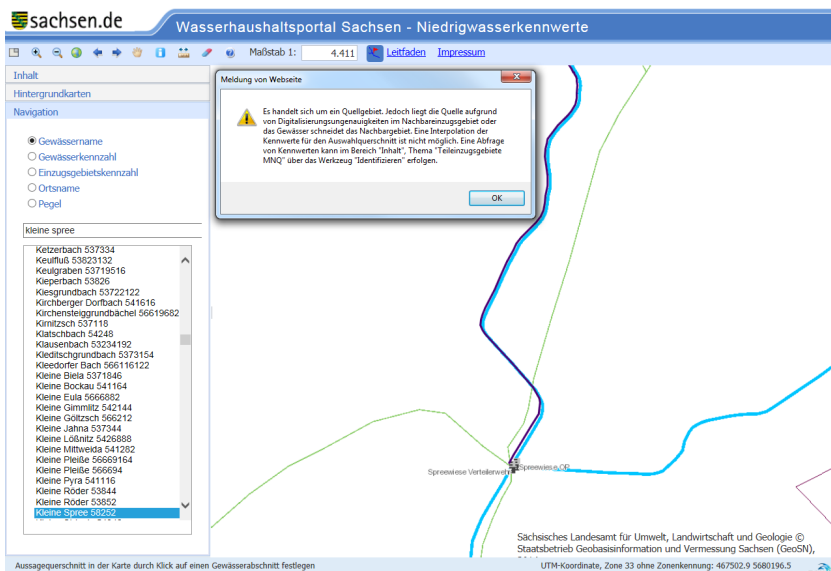 sachsen.de
Wasserhaushaltsportal Sachsen - Niedrigwasserkennwerte
Maßstab 1: 4.411 Leitfaden Impressum
Inhalt
Hintergrundkarten
Navigation
Gewässername
Gewässerkennzahl
Einzugsgebietskennzahl
Ortsname
Pegel
kleine spree
Ketzerbach 537334
Keulfluß 53823132
Keulgraben 53719516
Kieperbach 53826
Kiesgrundbach 53722122
Kirchberger Dorfbach 541616
Kirchensteiggrundbächel 56619682
Kirnitzsch 537118
Klatschbach 54248
Klausenbach 53234192
Kleditschgrundbach 5373154
Kleedorfer Bach 566116122
Kleine Biela 5371846
Kleine Bockau 541164
Kleine Eula 5666882
Kleine Gimmlitz 542144
Kleine Göltzsch 566212
Kleine Jahna 537344
Kleine Lößnitz 5426888
Kleine Mittweida 541282
Kleine Pleiße 56669164
Kleine Pleiße 566694
Kleine Pyra 541116
Kleine Röder 53844
Kleine Röder 53852
Kleine Spree 58252
Meldung von Webseite
Es handelt sich um ein Quellgebiet. Jedoch liegt die Quelle aufgrund
von Digitalisierungsungenauigkeiten im Nachbareinzugsgebiet oder
das Gewässer schneidet das Nachbargebiet. Eine Interpolation der
Kennwerte für den Auswahlquerschnitt ist nicht möglich. Eine Abfrage
von Kennwerten kann im Bereich "Inhalt", Thema "Teileinzugsgebiete
MNQ" über das Werkzeug "Identifizieren" erfolgen.
OK
Spreewiese Verteilerwehr
Spreewiese OP
Sächsisches Landesamt für Umwelt, Landwirtschaft und Geologie ©
Staatsbetrieb Geobasisinformation und Vermessung Sachsen (GeoSN),
Aussagequerschnitt in der Karte durch Klick auf einen Gewässerabschnitt festlegen
UTM-Koordinate, Zone 33 ohne Zonenkennung: 467502.9 5680196.5